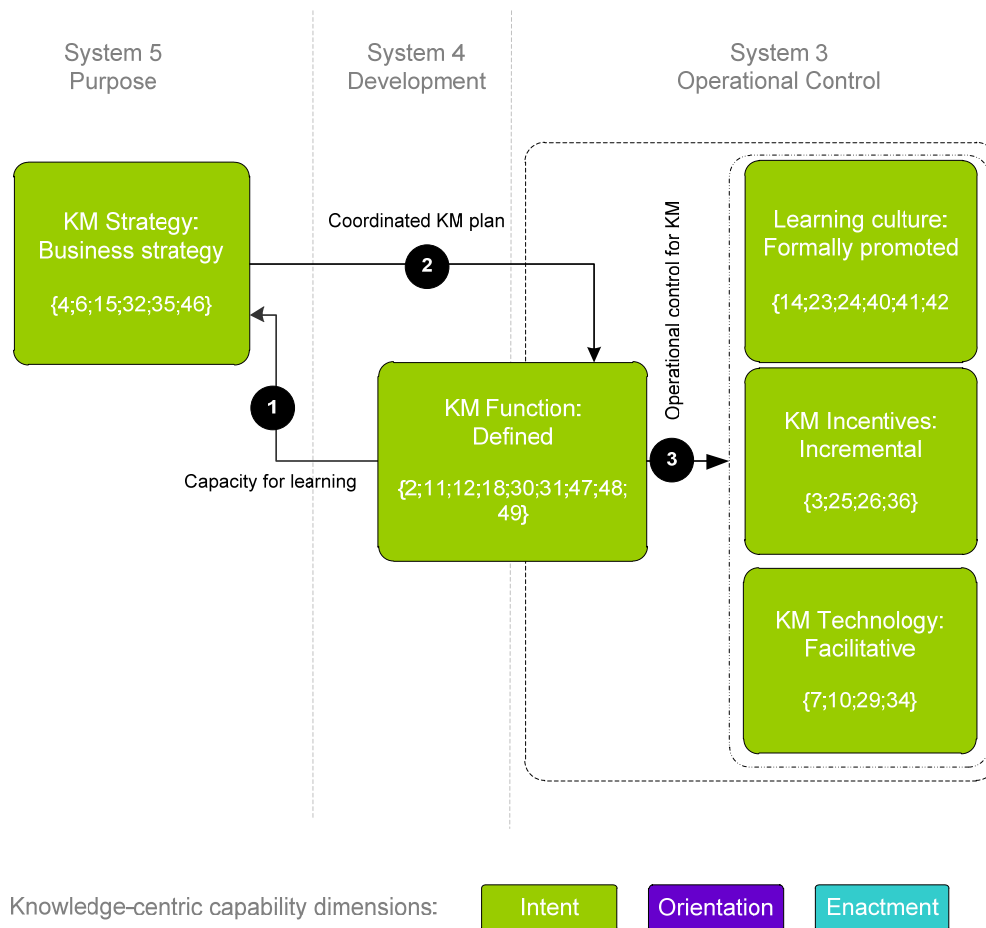 System 5
Purpose
System 4
Development
System 3
Operational Control
KM Strategy:
Business strategy
{4;6;15;32;35;46}
Coordinated KM plan
2
1
Capacity for learning
KM Function:
Defined
{2;11;12;18;30;31;47;48;
49}
Operational control for KM
3
Learning culture:
Formally promoted
{14;23;24;40;41;42
KM Incentives:
Incremental
{3;25;26;36}
KM Technology:
Facilitative
{7;10;29;34}
Knowledge-centric capability dimensions:
Intent
Orientation
Enactment